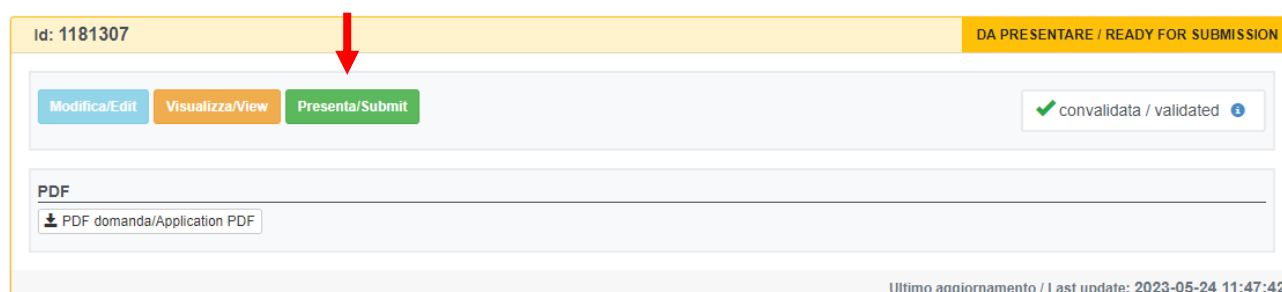 Id: 1181307 DA PRESENTARE / READY FOR SUBMISSION
Modifica/Edit Visualizza/View Presenta/Submit convalidata / validated
PDF
PDF domanda/Application PDF
Ultimo aggiornamento / Last update: 2023-05-24 11:47:42